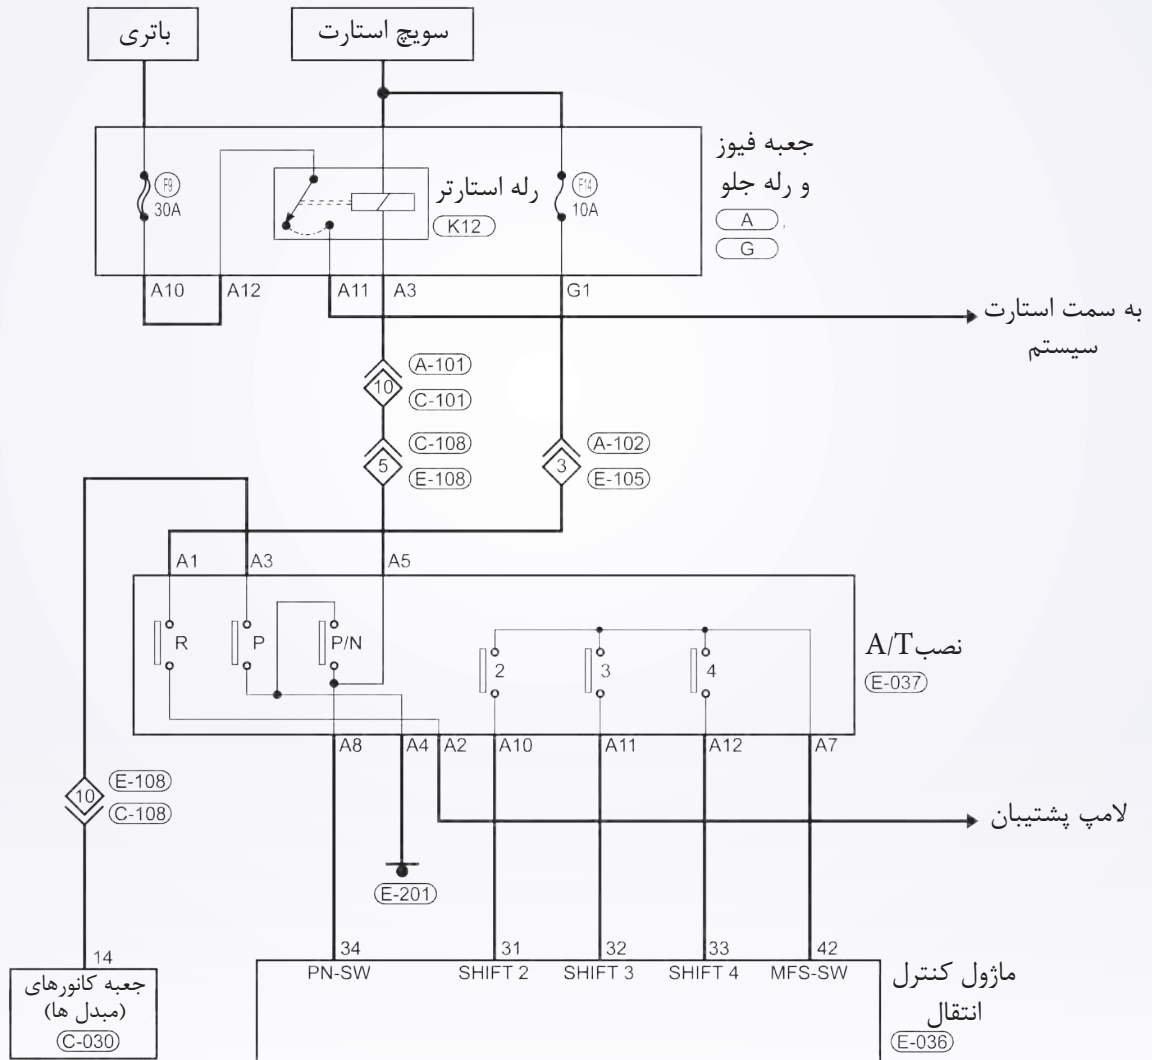 باتری
سویچ استارت
جعبه فیوز
و رله جلو
A
G
F9
30A
رله استارتر
K12
F14
10A
A10
A12
A11
A3
G1
به سمت استارت
سیستم
A-101
10
C-101
C-108
5
E-108
A-102
3
E-105
A1
A3
A5
R
P
P/N
2
3
4
نصب A/T
E-037
A8
A4
A2
A10
A11
A12
A7
E-108
10
C-108
لامپ پشتیبان
E-201
14
جعبه کانورهای
(مبدل ها)
C-030
34
31
32
33
42
PN-SW
SHIFT 2
SHIFT 3
SHIFT 4
MFS-SW
ماژول کنترل
انتقال
E-036